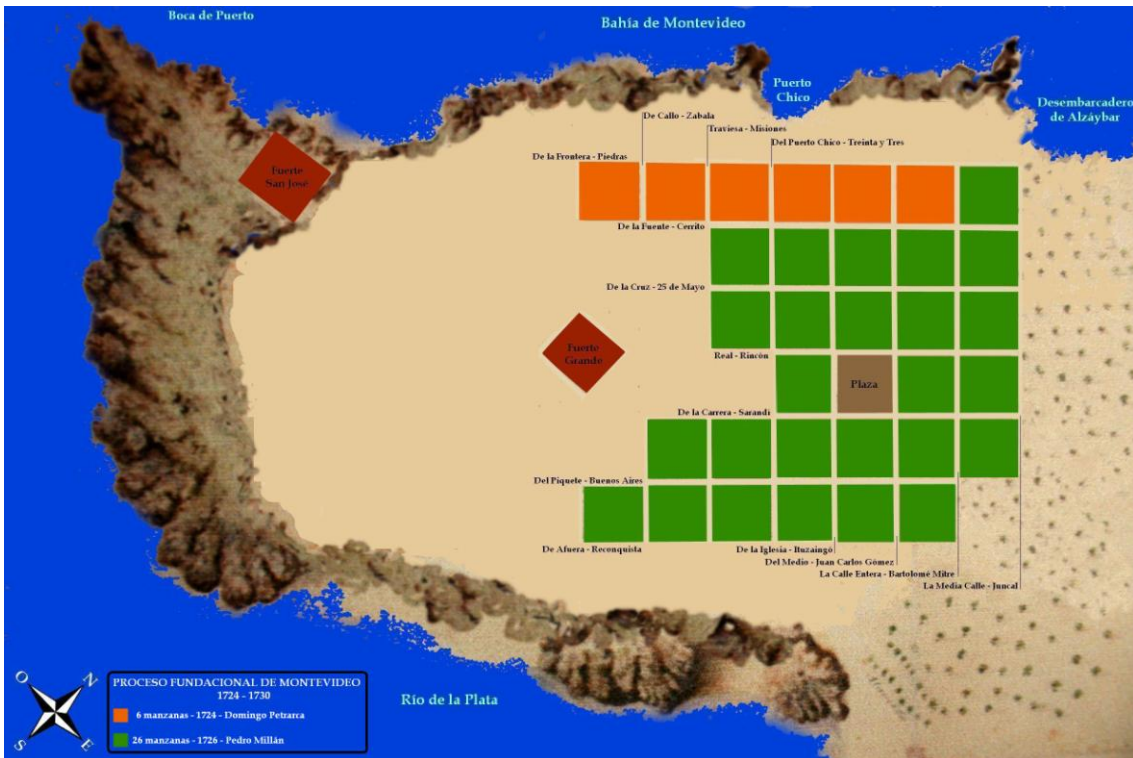 Boca de Puerto
Bahía de Montevideo
Puerto
Chico
Desembarcadero
de Alzáybar
De Callo - Zabala
Traviesa - Misiones
Del Puerto Chico - Treinta y Tres
De la Frontera - Piedras
Fuerte
San José
De la Fuente - Cerrito
De la Cruz - 25 de Mayo
Fuerte
Grande
Real - Rincón
Plaza
De la Carrera - Sarandí
Del Piquete - Buenos Aires
De Afuera - Reconquista
De la Iglesia - Ituzaingó
Del Medio - Juan Carlos Gómez
La Calle Entera - Bartolomé Mitre
La Media Calle - Juncal
O
N
S
E
PROCESO FUNDACIONAL DE MONTEVIDEO
1724 - 1730
6 manzanas - 1724 - Domingo Petrarca
26 manzanas - 1726 - Pedro Millán
Río de la Plata